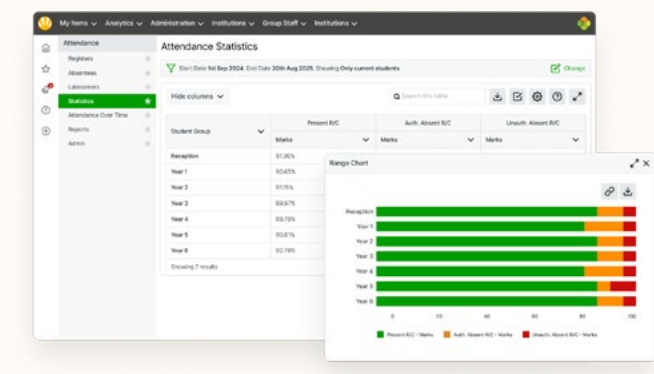 My Items Analytics Administration Institutions Group Staff Institutions
Attendance
Registers
Absentees
Latecomers
Statistics
Attendance Over Time
Reports
Admin
Attendance Statistics
Start Date 1st Sep 2024. End Date 30th Aug 2025. Showing Only current students
Change
Hide columns
Search this table
Student Group
Present R/C
Auth. Absent R/C
Unauth. Absent R/C
Marks
Marks
Marks
Reception 91.36%
Year 1 90.65%
Year 2
Year 3 89.97%
Year 4 89.78%
Year 5 90.81%
Year 6 92.78%
Showing 7 results
Range Chart
Reception
Year 1
Year 2
Year 3
Year 4
Year 5
Year 6
0 20 40 60 80 100
Present R/C - Marks Auth. Absent R/C - Marks Unauth. Absent R/C - Marks